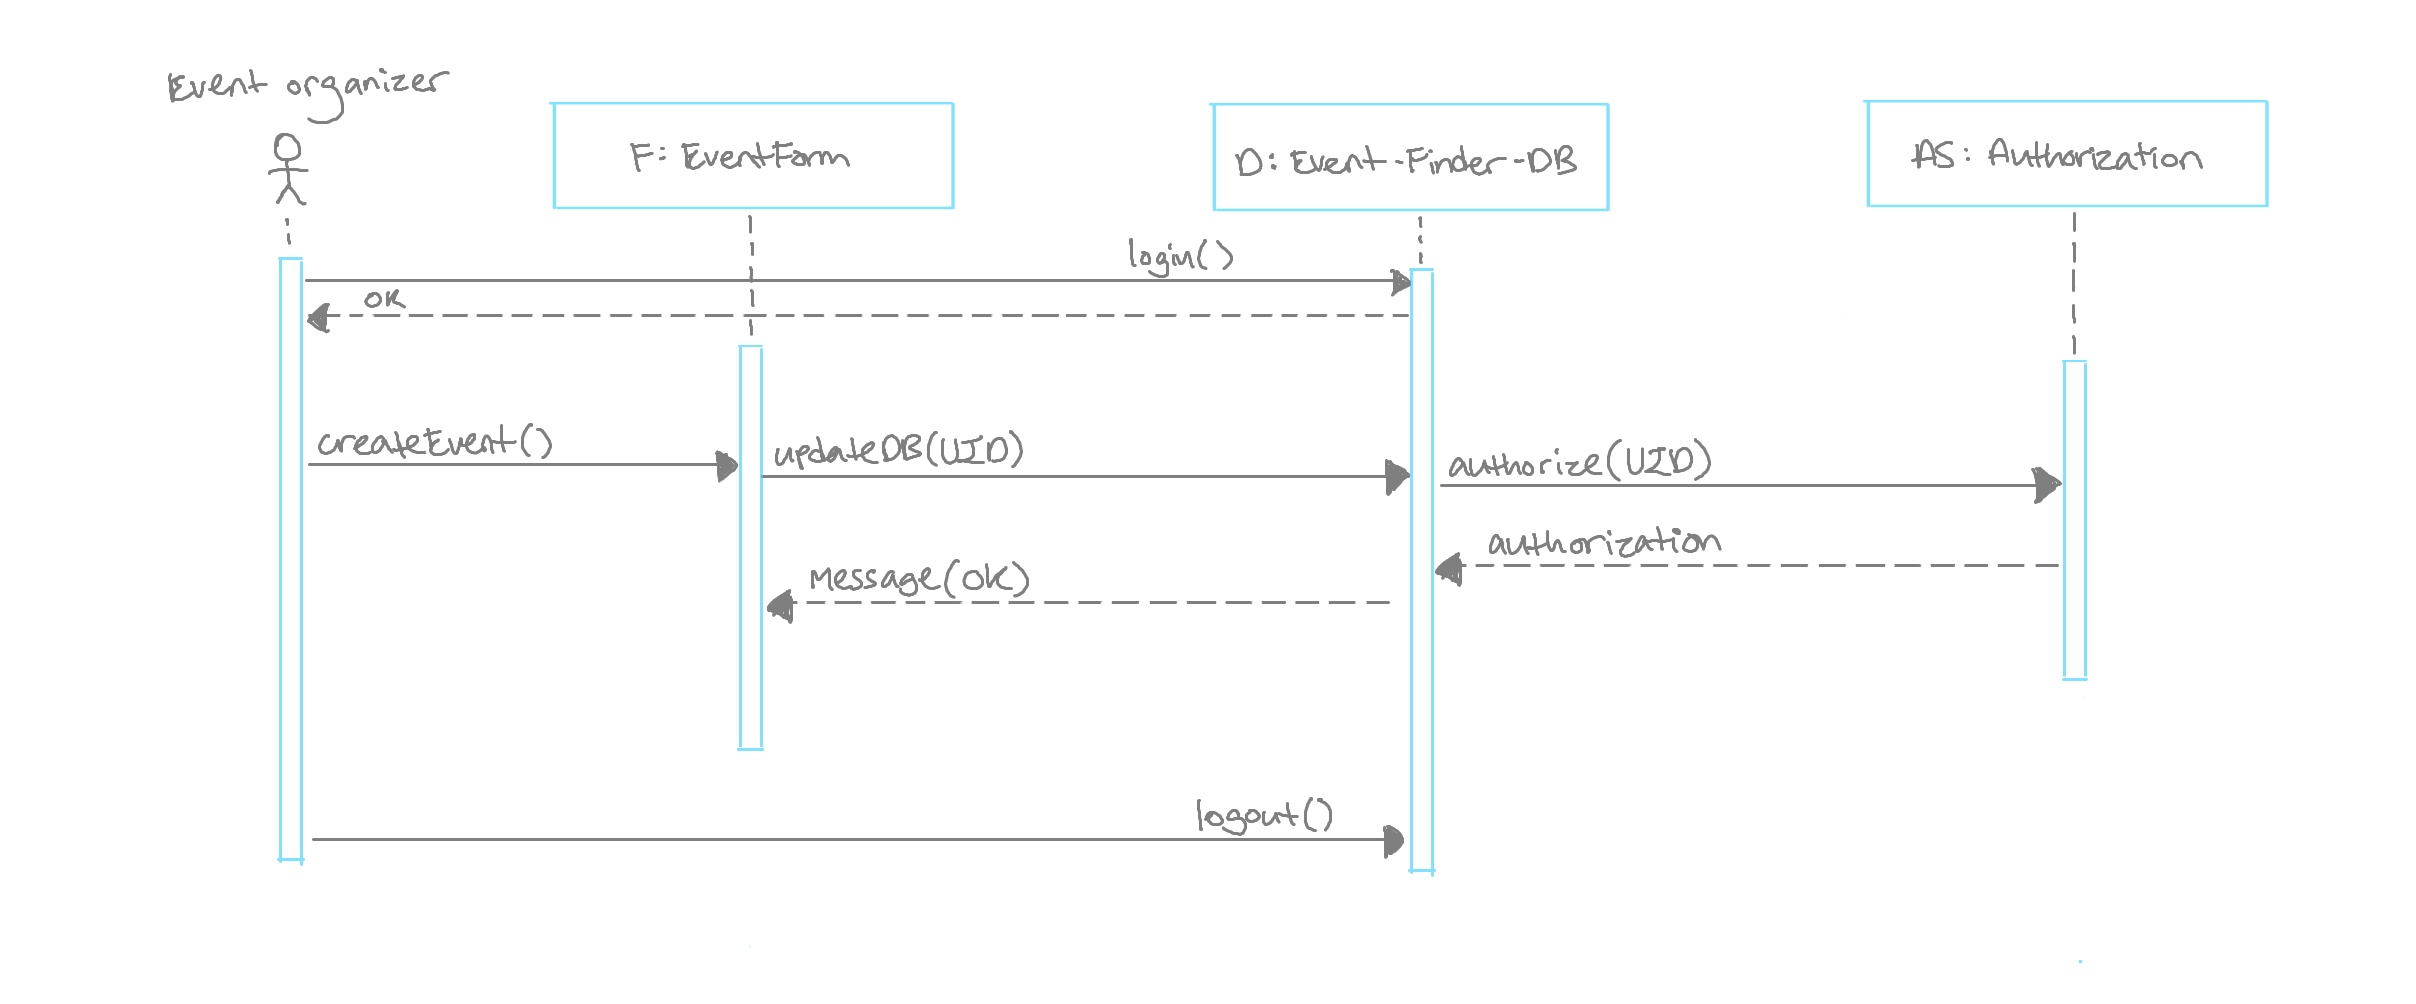 Event organizer
F: EventForm
D: Event-Finder-DB
AS: Authorization
login()
OK
createEvent()
updateDB(UID)
authorize(UID)
authorization
Message(OK)
logout()